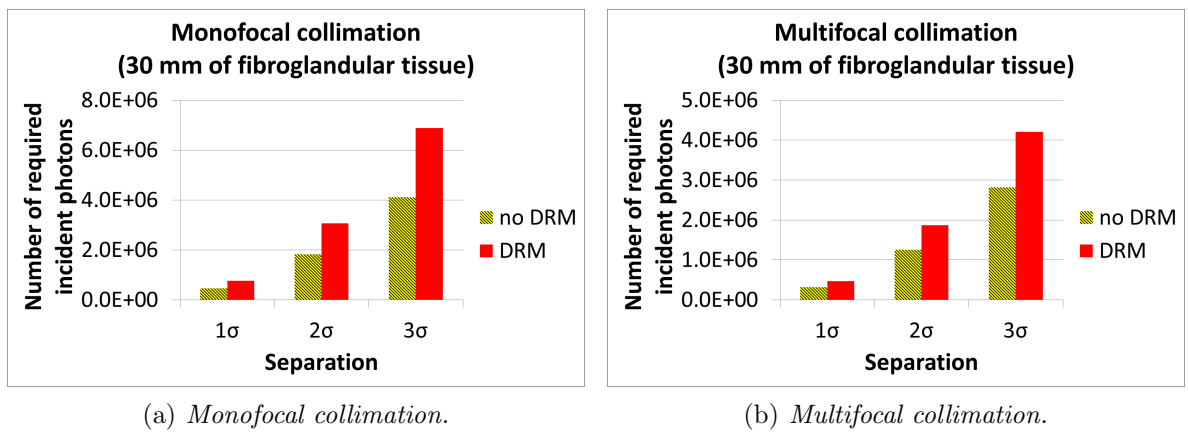 Monofocal collimation
(30 mm of fibroglandular tissue)
Number of required
incident photons
8.0E+06
6.0E+06
4.0E+06
2.0E+06
0.0E+00
1σ 2σ 3σ
Separation
no DRM
DRM
(a) Monofocal collimation.
Multifocal collimation
(30 mm of fibroglandular tissue)
Number of required
incident photons
5.0E+06
4.0E+06
3.0E+06
2.0E+06
1.0E+06
0.0E+00
1σ 2σ 3σ
Separation
no DRM
DRM
(b) Multifocal collimation.